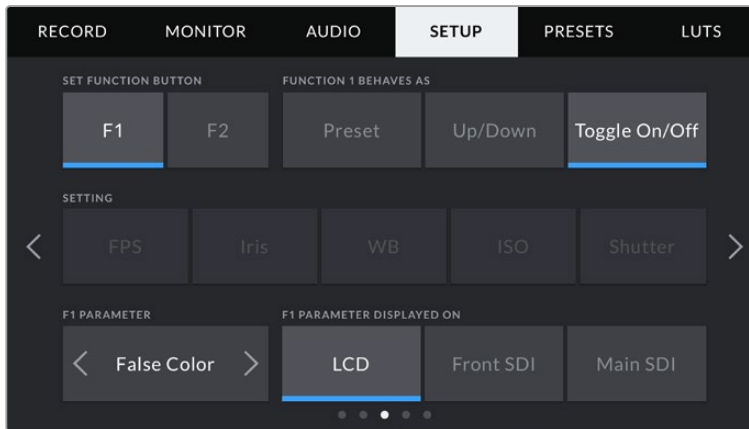 RECORD MONITOR AUDIO SETUP PRESETS LUTS
SET FUNCTION BUTTON FUNCTION 1 BEHAVES AS
F1 F2 Preset Up/Down Toggle On/Off
SETTING
FPS Iris WB ISO Shutter
F1 PARAMETER F1 PARAMETER DISPLAYED ON
False Color LCD Front SDI Main SDI